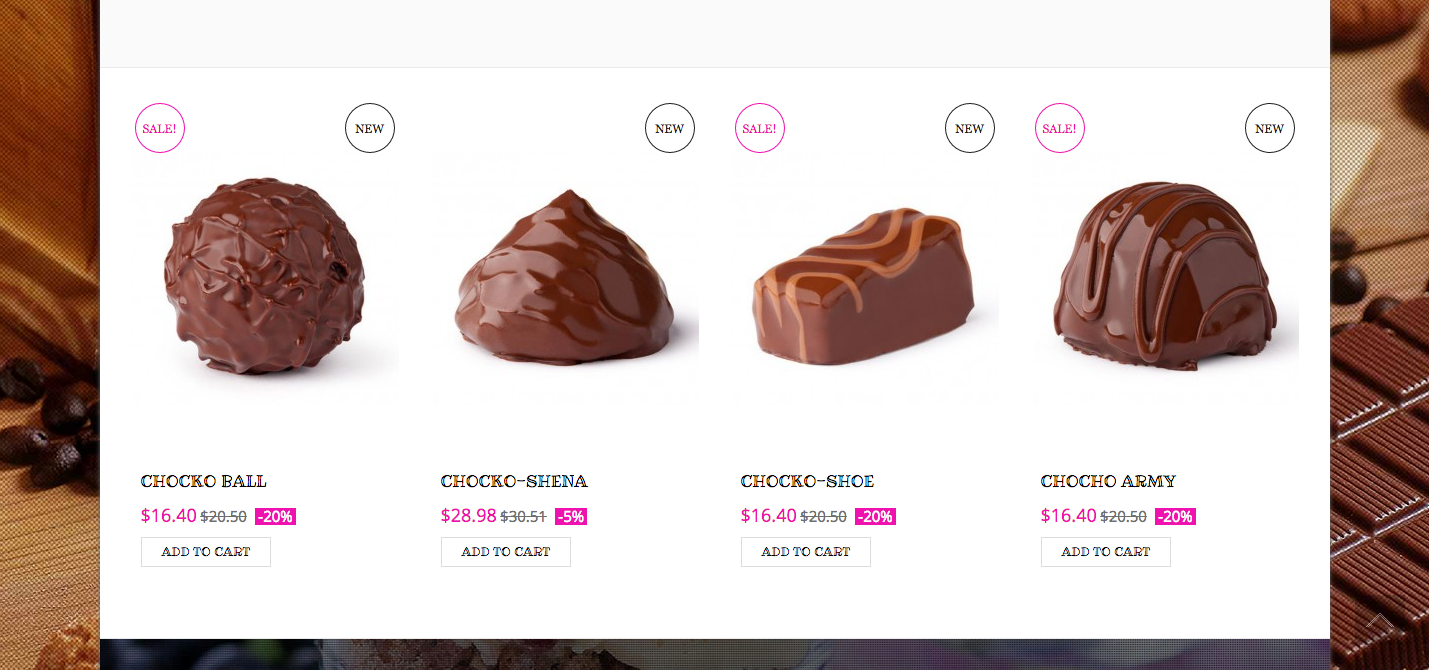 SALE!
NEW
NEW
SALE!
NEW
SALE!
NEW
CHOCKO BALL
$16.40 $20.50 -20%
ADD TO CART
CHOCKO-SHENA
$28.98 $30.51 -5%
ADD TO CART
CHOCKO-SHOE
$16.40 $20.50 -20%
ADD TO CART
CHOCHO ARMY
$16.40 $20.50 -20%
ADD TO CART